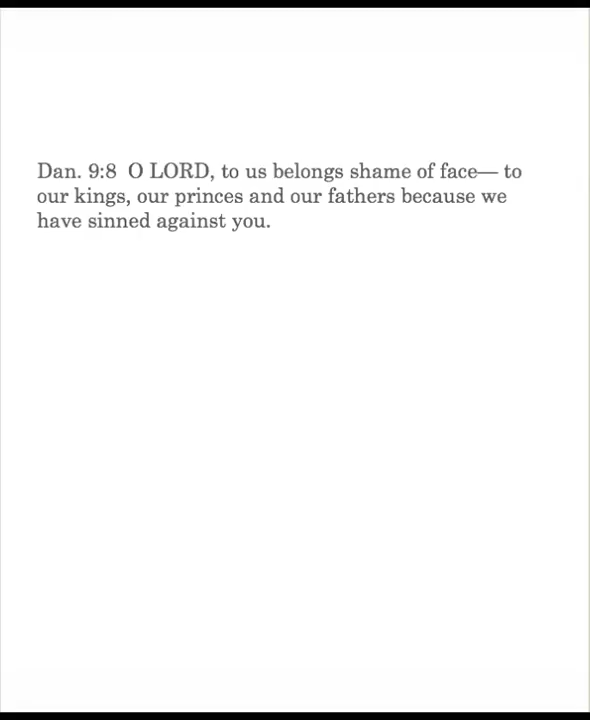 Dan. 9:8  O LORD, to us belongs shame of face— to
our kings, our princes and our fathers because we
have sinned against you.